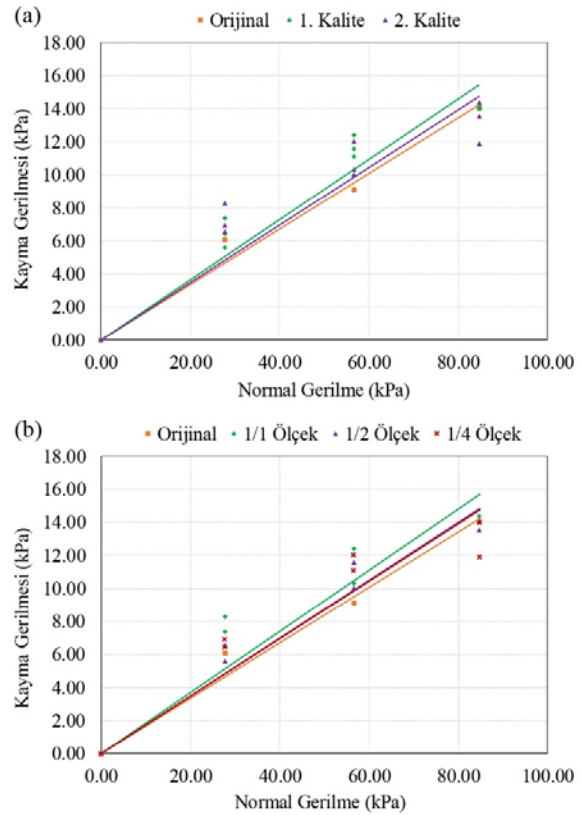 (a)
Orijinal 1. Kalite 2. Kalite
18.00
16.00
14.00
12.00
10.00
8.00
6.00
4.00
2.00
0.00
Kayma Gerilmesi (kPa)
0.00 20.00 40.00 60.00 80.00 100.00
Normal Gerilme (kPa)
(b)
Orijinal 1/1 Ölçek 1/2 Ölçek 1/4 Ölçek
18.00
16.00
14.00
12.00
10.00
8.00
6.00
4.00
2.00
0.00
Kayma Gerilmesi (kPa)
0.00 20.00 40.00 60.00 80.00 100.00
Normal Gerilme (kPa)